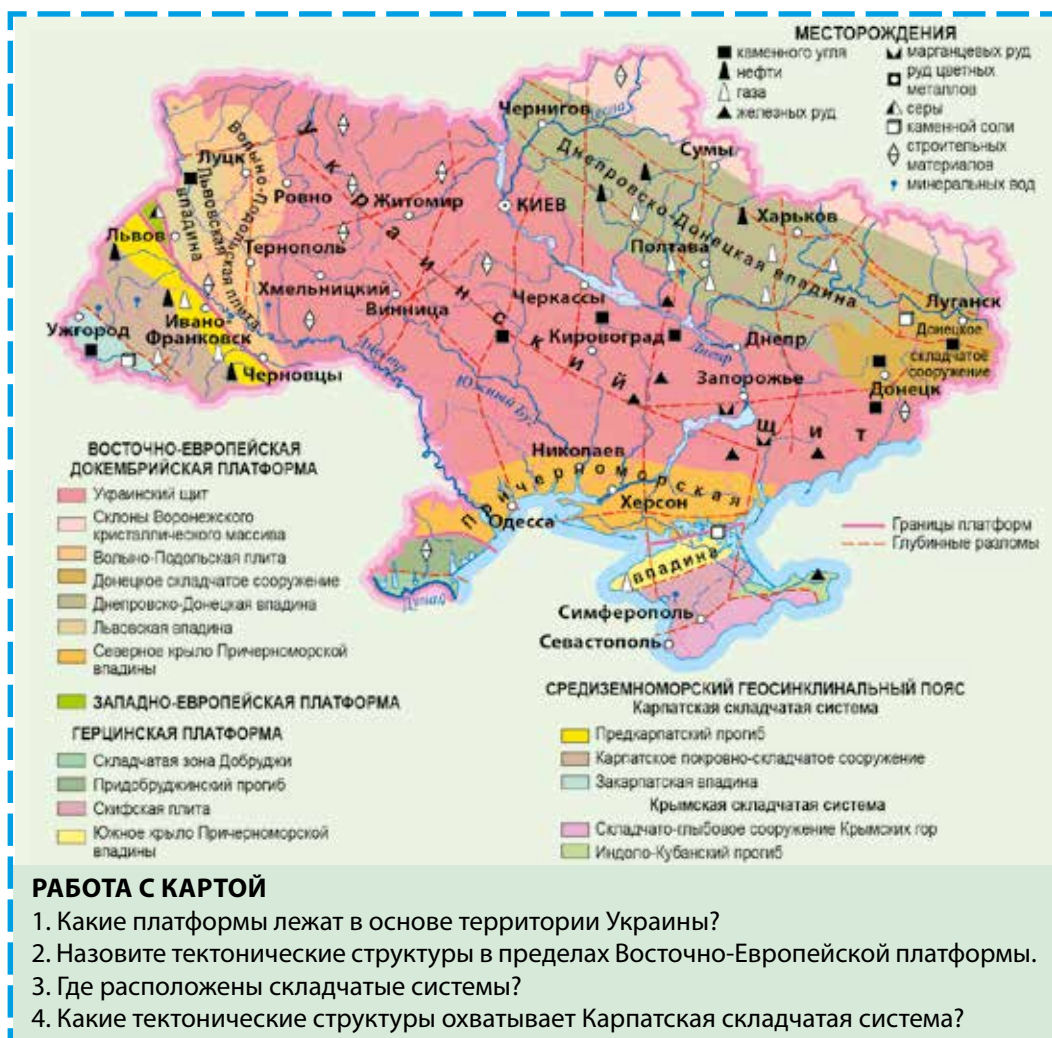 МЕСТОРОЖДЕНИЯ
каменного угля
нефти
газа
железных руд
марганцевых руд
руд цветных
металлов
серы
каменной соли
строительных
материалов
минеральных вод
Чернигов
Десна
Сумы
Луцк
Ровно
Житомир
КИЕВ
Харьков
Полтава
Львов
Тернополь
Хмельницкий
Винница
Черкассы
Луганск
Ужгород
Ивано-
Франковск
Черновцы
Кировоград
Днепр
Днепр
Запорожье
Донецк
Донецкое
складчатое
сооружение
Днестр
Южный Буг
Николаев
Херсон
Одесса
Дунай
Симферополь
Севастополь
Волыно-Подольская плита
Львовская
впадина
Украинский щит
Днепровско-Донецкая впадина
Причерноморская
впадина
Границы платформ
Глубинные разломы
ВОСТОЧНО-ЕВРОПЕЙСКАЯ
ДОКЕМБРИЙСКАЯ ПЛАТФОРМА
Украинский щит
Склоны Воронежского
кристаллического массива
Волыно-Подольская плита
Донецкое складчатое сооружение
Днепровско-Донецкая впадина
Львовская впадина
Северное крыло Причерноморской
впадины
ЗАПАДНО-ЕВРОПЕЙСКАЯ ПЛАТФОРМА
ГЕРЦИНСКАЯ ПЛАТФОРМА
Складчатая зона Добруджи
Придобруджинский прогиб
Скифская плита
Южное крыло Причерноморской
впадины
СРЕДИЗЕМНОМОРСКИЙ ГЕОСИНКЛИНАЛЬНЫЙ ПОЯС
Карпатская складчатая система
Предкарпатский прогиб
Карпатское покровно-складчатое сооружение
Закарпатская впадина
Крымская складчатая система
Складчато-глыбовое сооружение Крымских гор
Индоло-Кубанский прогиб
РАБОТА С КАРТОЙ
1. Какие платформы лежат в основе территории Украины?
2. Назовите тектонические структуры в пределах Восточно-Европейской платформы.
3. Где расположены складчатые системы?
4. Какие тектонические структуры охватывает Карпатская складчатая система?